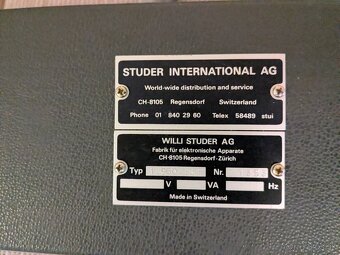 STUDER INTERNATIONAL AG
World-wide distribution and service
CH-8105 Regensdorf Switzerland
Phone 01 840 29 60 Telex 58489 stui
WILLI STUDER AG
Fabrik für elektronische Apparate
CH-8105 Regensdorf-Zürich
Typ Nr.
V VA Hz
Made in Switzerland